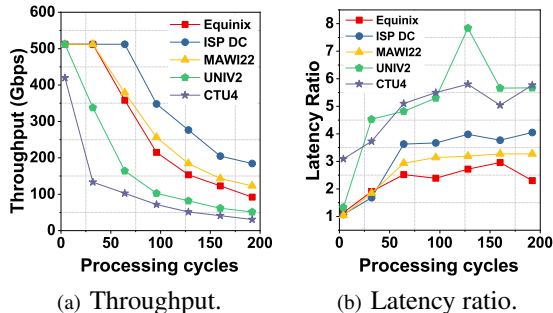 600
500
400
300
200
100
0
Throughput (Gbps)
Equinix
ISP DC
MAWI22
UNIV2
CTU4
0 50 100 150 200
Processing cycles
(a) Throughput.
9
8
7
6
5
4
3
2
1
Latency Ratio
Equinix
ISP DC
MAWI22
UNIV2
CTU4
0 50 100 150 200
Processing cycles
(b) Latency ratio.